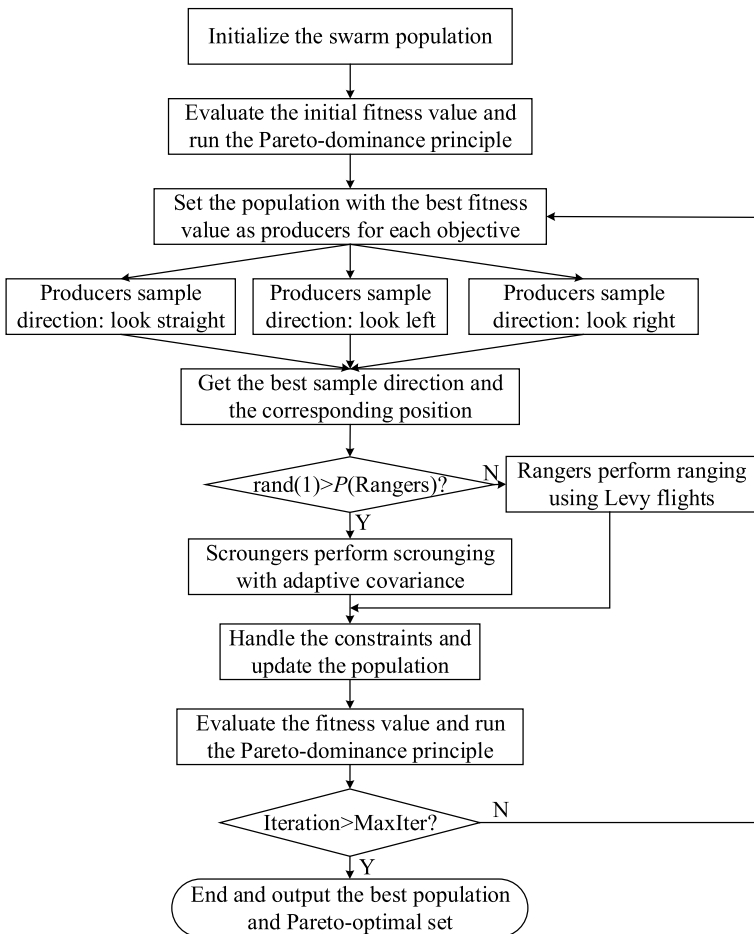 Initialize the swarm population
Evaluate the initial fitness value and
run the Pareto-dominance principle
Set the population with the best fitness
value as producers for each objective
Producers sample
direction: look straight
Producers sample
direction: look left
Producers sample
direction: look right
Get the best sample direction and
the corresponding position
rand(1)>P(Rangers)?
N
Rangers perform ranging
using Levy flights
Y
Scroungers perform scrounging
with adaptive covariance
Handle the constraints and
update the population
Evaluate the fitness value and run
the Pareto-dominance principle
Iteration>MaxIter?
N
Y
End and output the best population
and Pareto-optimal set